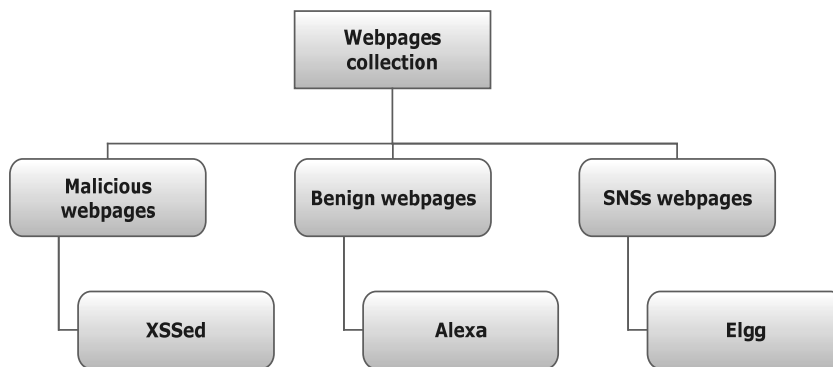 Webpages
collection
Malicious
webpages
Benign webpages
SNSs webpages
XSSed
Alexa
Elgg